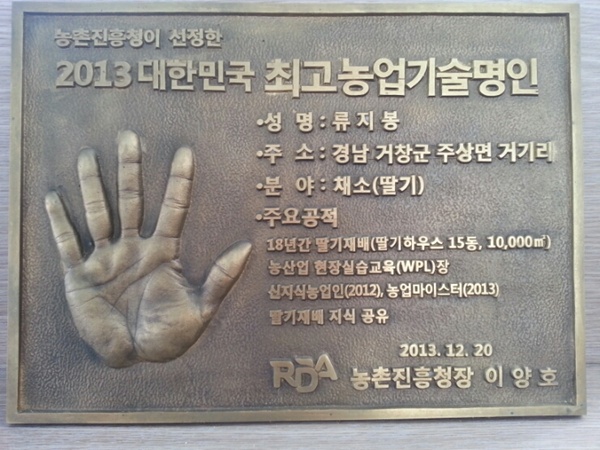 농촌진흥청이 선정한
2013 대한민국 최고농업기술명인
•성 명 : 류 지 봉
•주 소 : 경남 거창군 주상면 거기리
•분 야 : 채소(딸기)
•주요공적
18년간 딸기재배(딸기하우스 15동, 10,000㎡)
농산업 현장실습교육(WPL)장
신지식농업인(2012), 농업마이스터(2013)
딸기재배 지식 공유
2013. 12. 20
RDA 농촌진흥청장 이 양 호